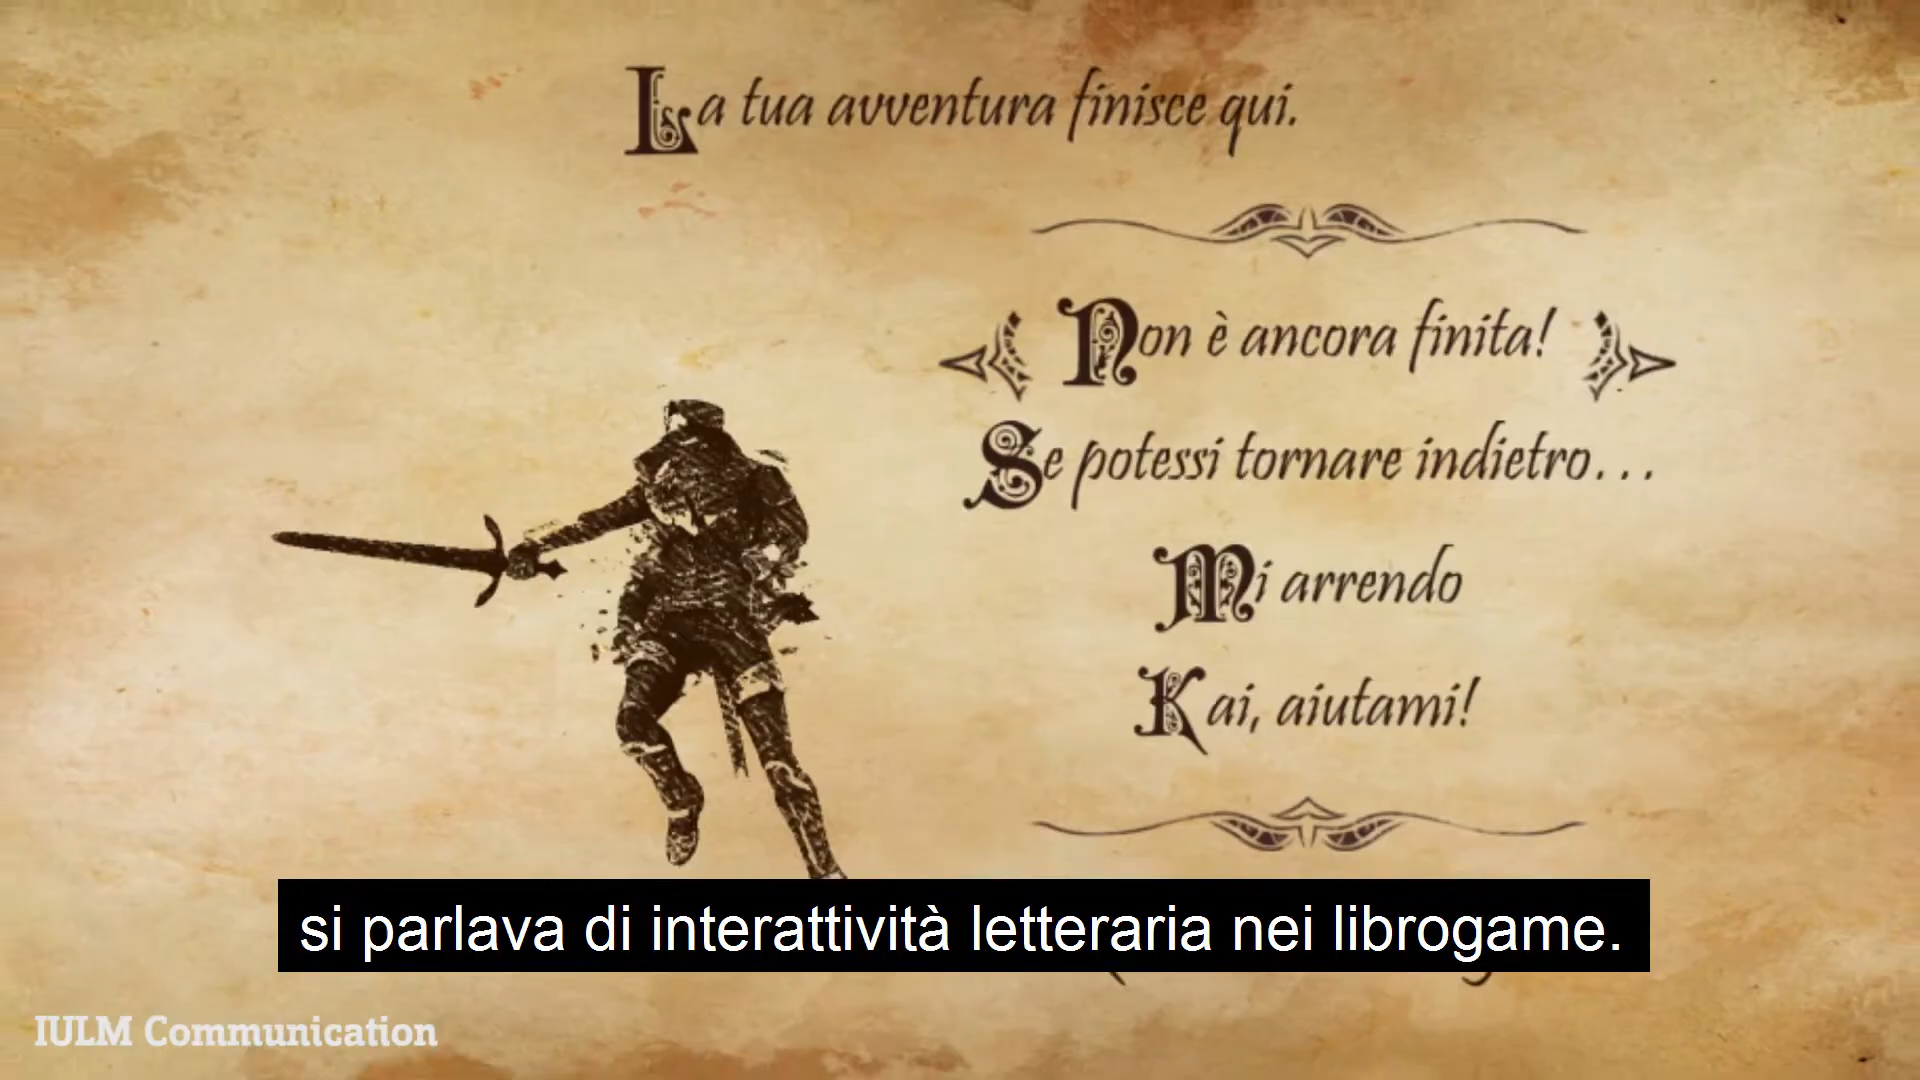 La tua avventura finisce qui.
Non è ancora finita!
Se potessi tornare indietro...
Mi arrendo
Kai, aiutami!
si parlava di interattività letteraria nei librogame.
IULM Communication